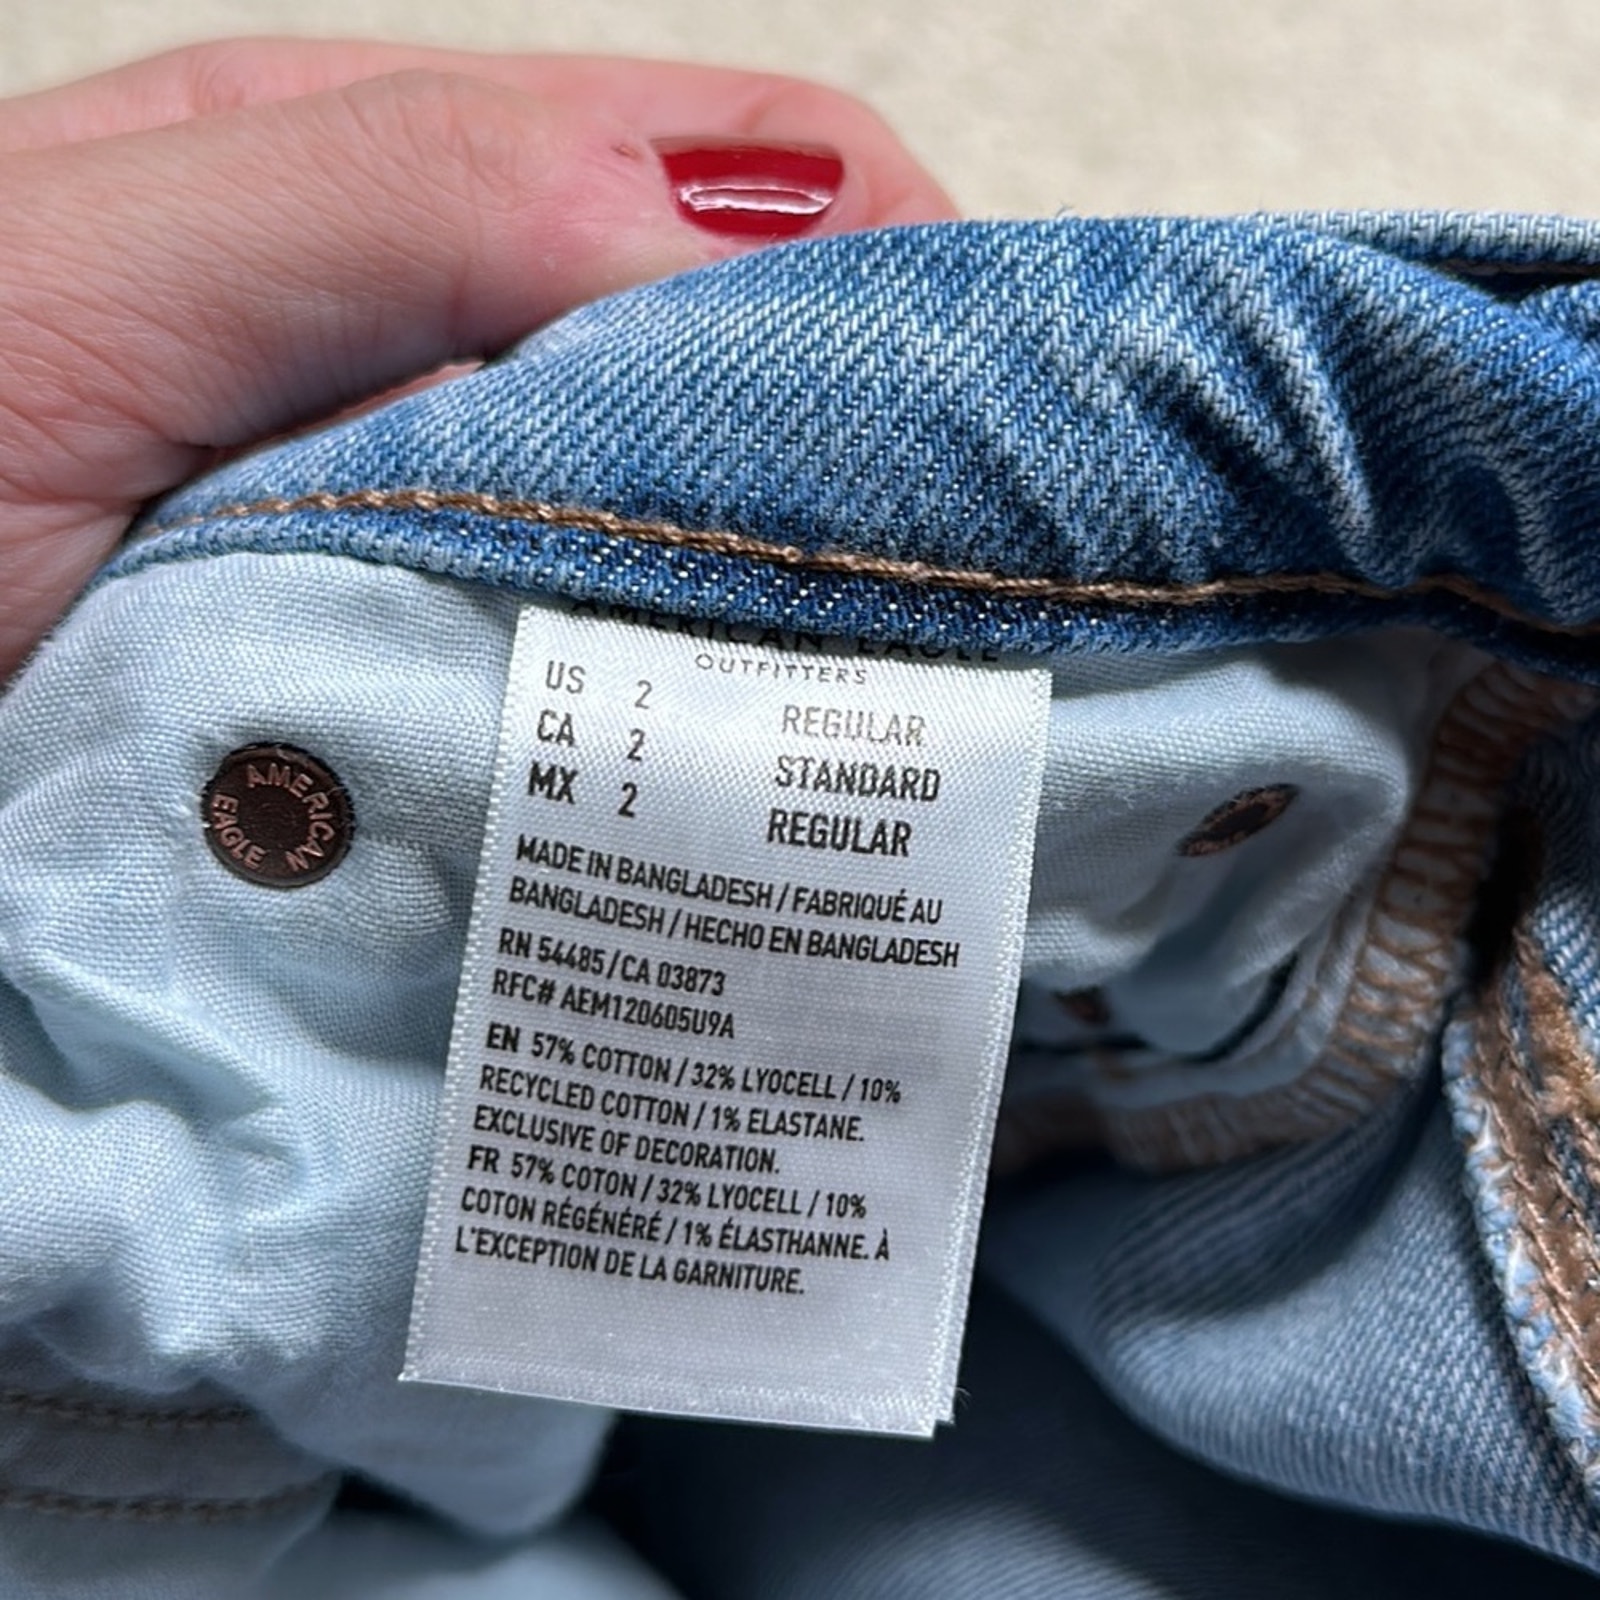 AMERICAN EAGLE
OUTFITTERS
US 2 REGULAR
CA 2 STANDARD
MX 2 REGULAR
MADE IN BANGLADESH / FABRIQUÉ AU
BANGLADESH / HECHO EN BANGLADESH
RN 54485 / CA 03873
RFC# AEM120605U9A
EN 57% COTTON / 32% LYOCELL / 10%
RECYCLED COTTON / 1% ELASTANE.
EXCLUSIVE OF DECORATION.
FR 57% COTON / 32% LYOCELL / 10%
COTON RÉGÉNÉRÉ / 1% ÉLASTHANNE. À
L'EXCEPTION DE LA GARNITURE.
AMERICAN
EAGLE